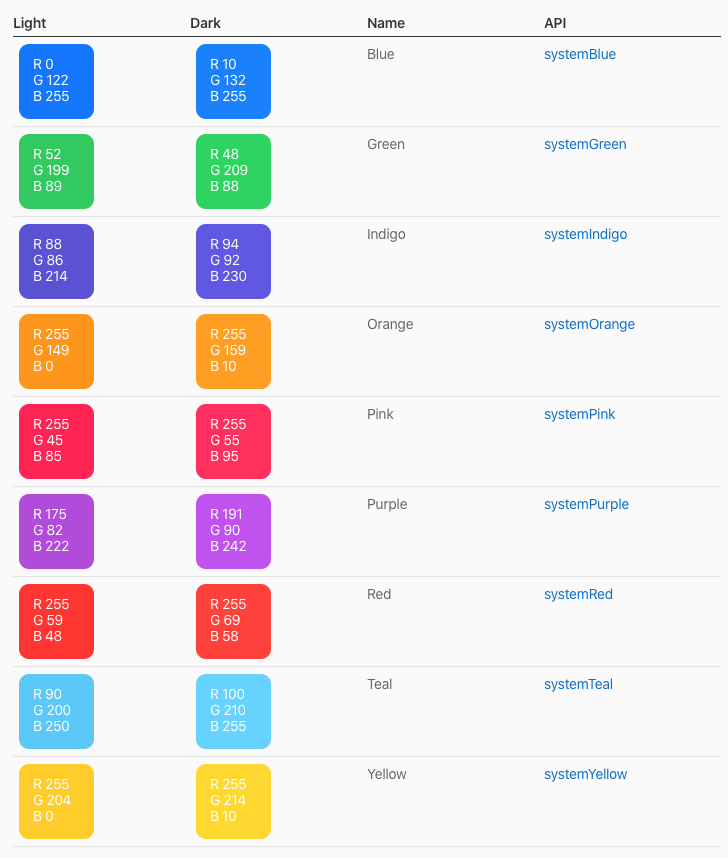 Light Dark Name API
R 0
G 122
B 255
R 10
G 132
B 255
Blue
systemBlue
R 52
G 199
B 89
R 48
G 209
B 88
Green
systemGreen
R 88
G 86
B 214
R 94
G 92
B 230
Indigo
systemIndigo
R 255
G 149
B 0
R 255
G 159
B 10
Orange
systemOrange
R 255
G 45
B 85
R 255
G 55
B 95
Pink
systemPink
R 175
G 82
B 222
R 191
G 90
B 242
Purple
systemPurple
R 255
G 59
B 48
R 255
G 69
B 58
Red
systemRed
R 90
G 200
B 250
R 100
G 210
B 255
Teal
systemTeal
R 255
G 204
B 0
R 255
G 214
B 10
Yellow
systemYellow